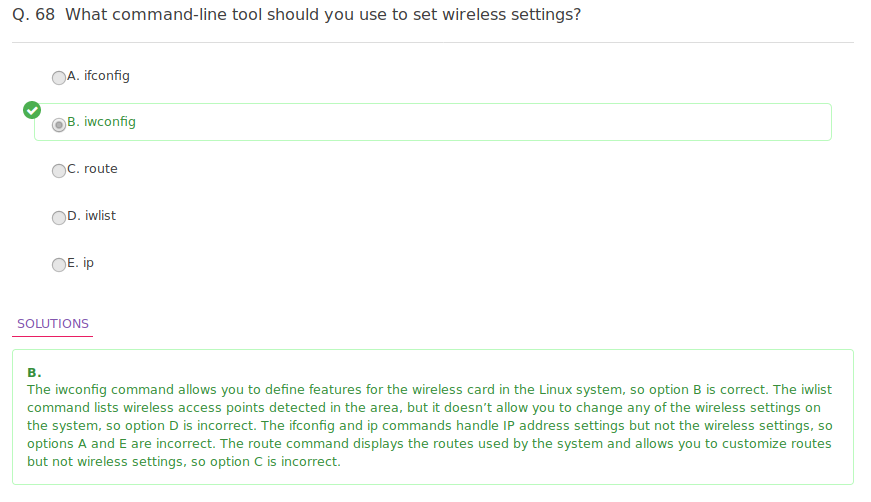 Q. 68  What command-line tool should you use to set wireless settings?
A. ifconfig
B. iwconfig
C. route
D. iwlist
E. ip
SOLUTIONS
B.
The iwconfig command allows you to define features for the wireless card in the Linux system, so option B is correct. The iwlist
command lists wireless access points detected in the area, but it doesn't allow you to change any of the wireless settings on
the system, so option D is incorrect. The ifconfig and ip commands handle IP address settings but not the wireless settings, so
options A and E are incorrect. The route command displays the routes used by the system and allows you to customize routes
but not wireless settings, so option C is incorrect.